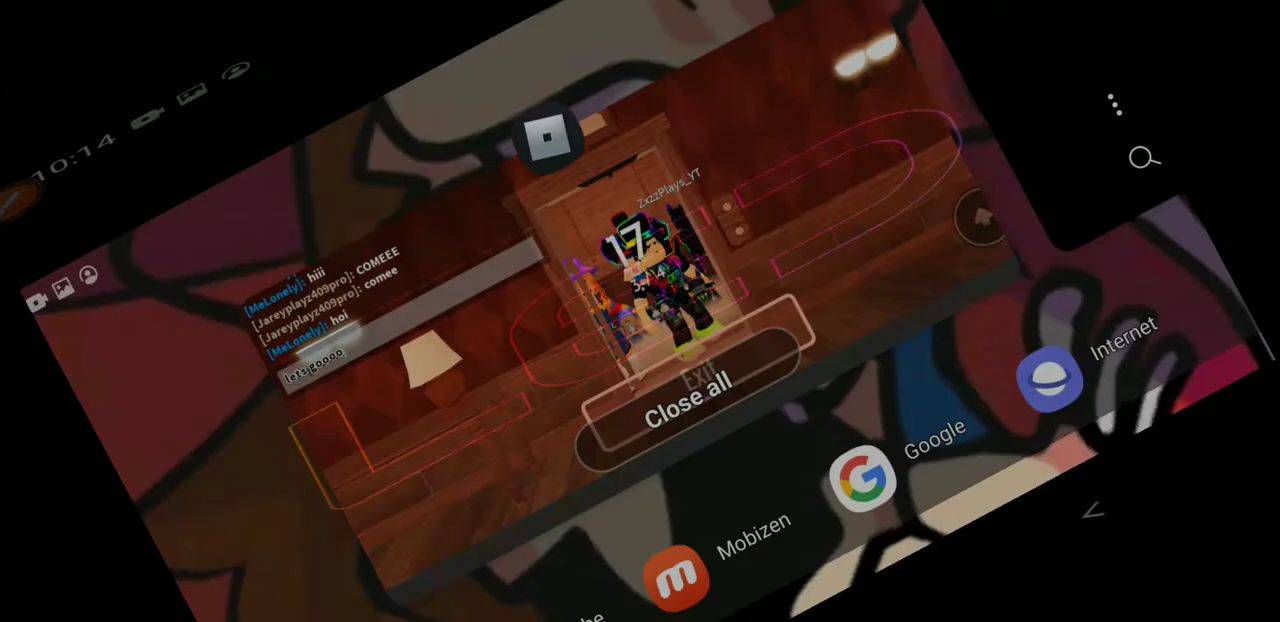 10:14
[MeLonely]: hiii
[Jareyplayz409pro]: COMEEE
[Jareyplayz409pro]: comee
[MeLonely]: hoi
lets goooo
ZxzzPlays_YT
17
Exit
Close all
Internet
Google
Mobizen